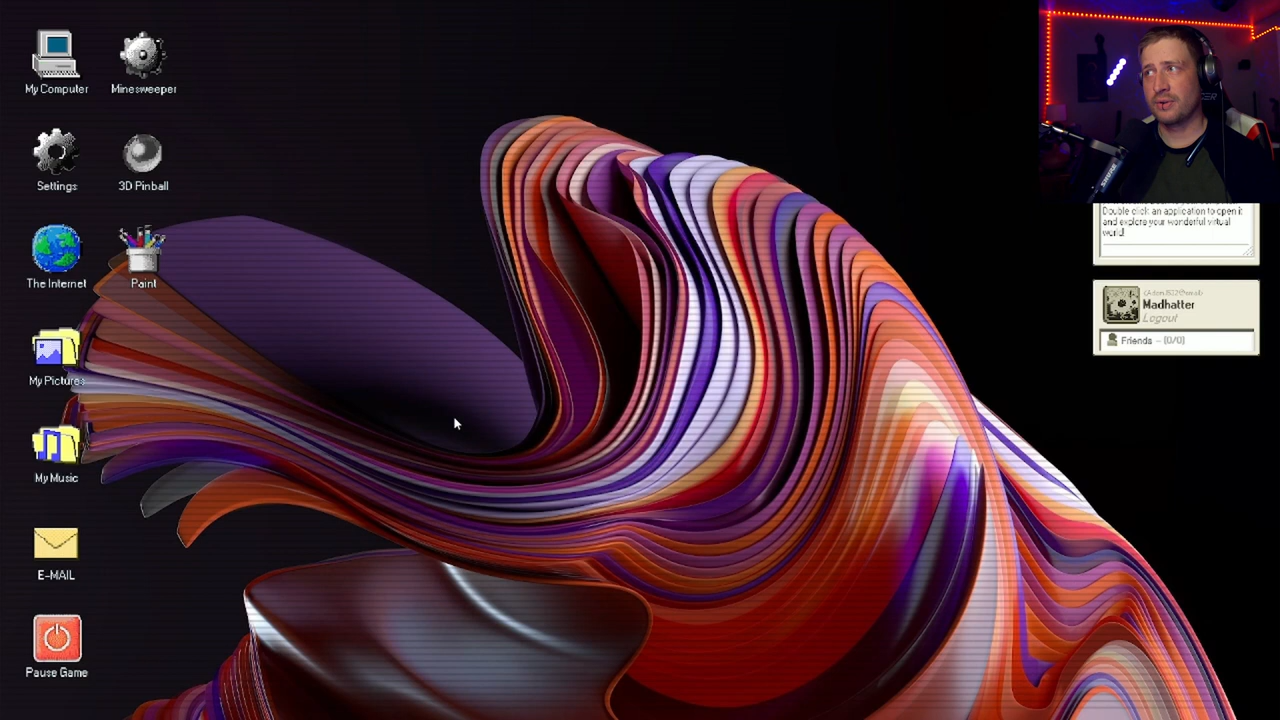 My Computer
Minesweeper
Settings
3D Pinball
The Internet
Paint
My Pictures
My Music
E-MAIL
Pause Game
Double click an application to open it
and explore your wonderful virtual
world!
Madhatter
Logout
Friends - (0/0)